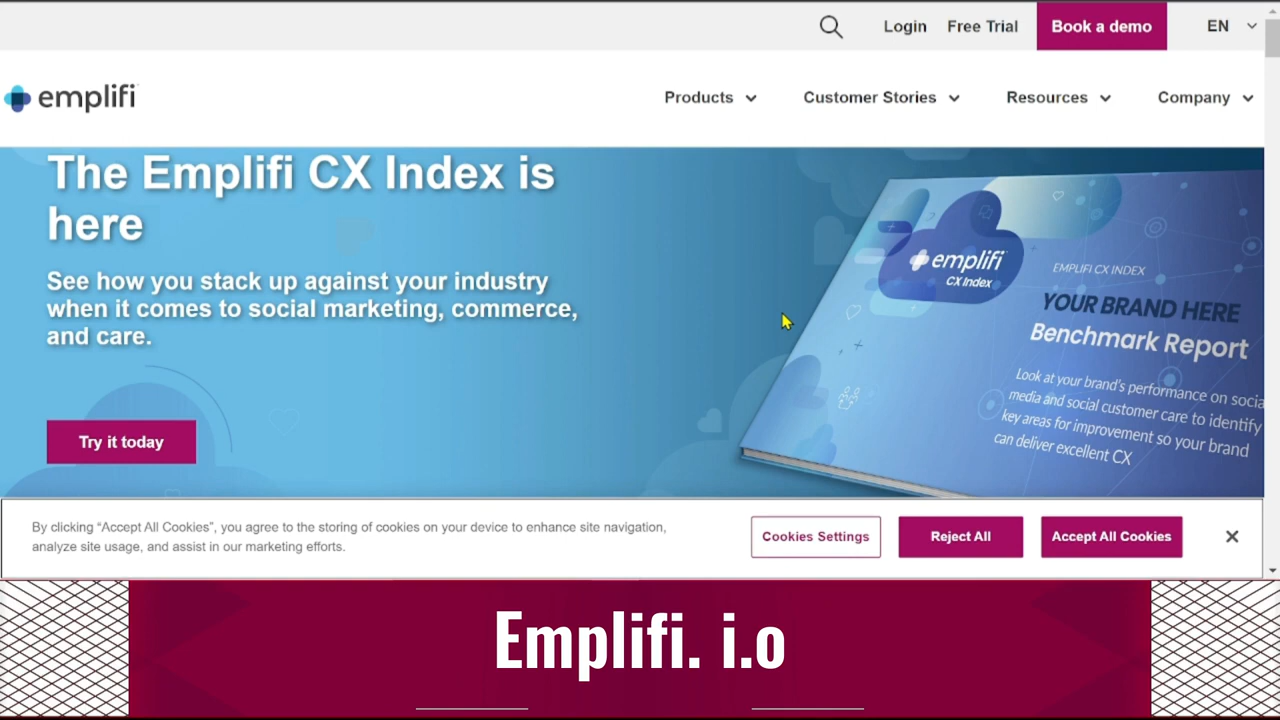 Login Free Trial Book a demo EN
emplifi
Products Customer Stories Resources Company
The Emplifi CX Index is
here
See how you stack up against your industry
when it comes to social marketing, commerce,
and care.
Try it today
emplifi
CX Index
EMPLIFI CX INDEX
YOUR BRAND HERE
Benchmark Report
Look at your brand's performance on socia
media and social customer care to identify
key areas for improvement so your brand
can deliver excellent CX
By clicking “Accept All Cookies”, you agree to the storing of cookies on your device to enhance site navigation,
analyze site usage, and assist in our marketing efforts.
Cookies Settings Reject All Accept All Cookies
Emplifi. i.o